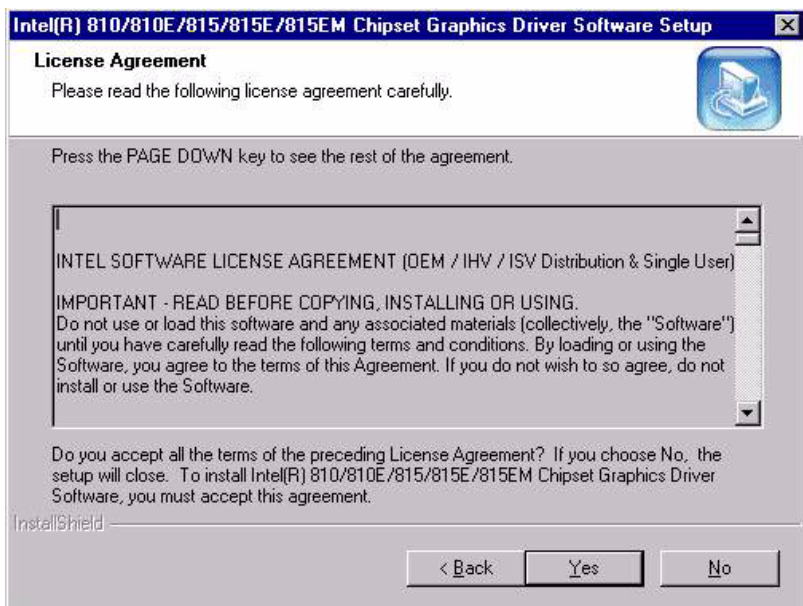 Intel(R) 810/810E/815/815E/815EM Chipset Graphics Driver Software Setup
License Agreement
Please read the following license agreement carefully.
Press the PAGE DOWN key to see the rest of the agreement.
INTEL SOFTWARE LICENSE AGREEMENT (OEM / IHV / ISV Distribution & Single User)
IMPORTANT - READ BEFORE COPYING, INSTALLING OR USING.
Do not use or load this software and any associated materials (collectively, the "Software")
until you have carefully read the following terms and conditions. By loading or using the
Software, you agree to the terms of this Agreement. If you do not wish to so agree, do not
install or use the Software.
Do you accept all the terms of the preceding License Agreement? If you choose No, the
setup will close. To install Intel(R) 810/810E/815/815E/815EM Chipset Graphics Driver
Software, you must accept this agreement.
InstallShield
< Back Yes No